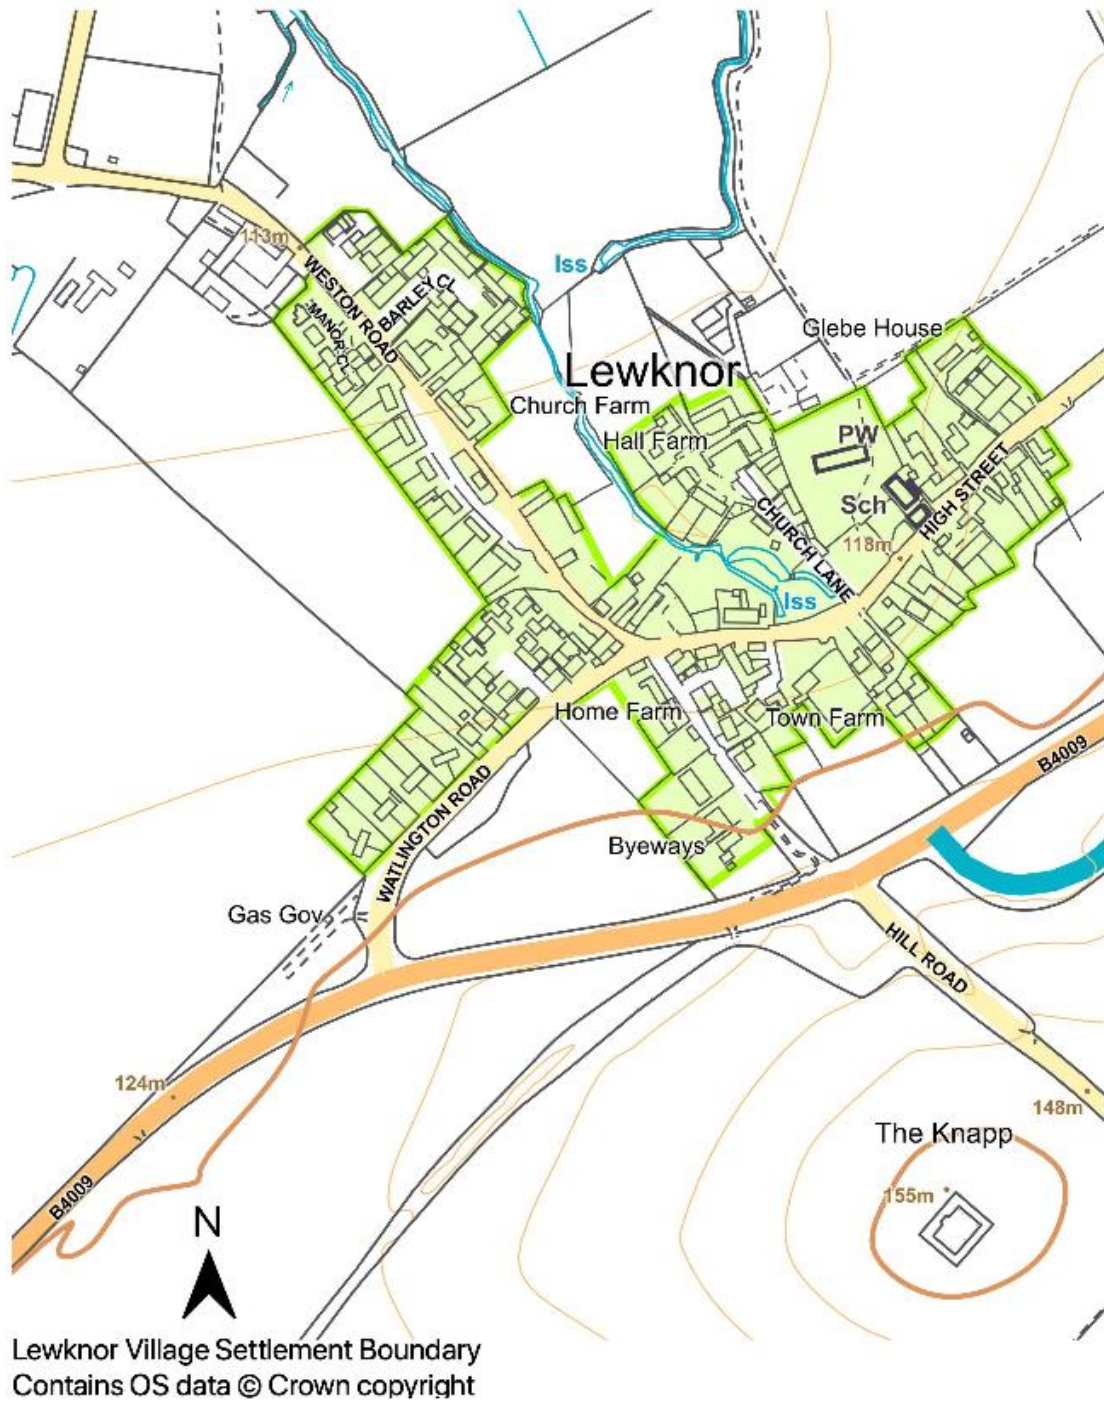 113m
WESTON ROAD
BARLEY CL
MANOR CL
Iss
Glebe House
Lewknor
Church Farm
Hall Farm
PW
Sch
HIGH STREET
CHURCH LANE
118m
Iss
Home Farm
Town Farm
B4009
WATLINGTON ROAD
Byeways
Gas Gov
HILL ROAD
124m
148m
The Knapp
155m
B4009
N
Lewknor Village Settlement Boundary
Contains OS data © Crown copyright